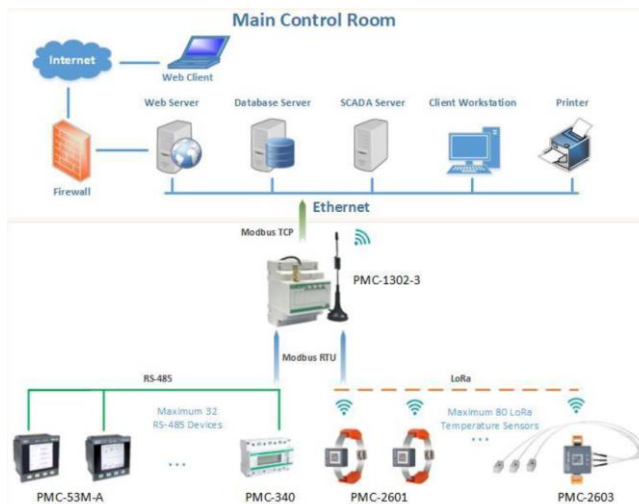 Main Control Room
Internet
Web Client
Web Server
Database Server
SCADA Server
Client Workstation
Printer
Firewall
Ethernet
Modbus TCP
PMC-1302-3
Modbus RTU
RS-485
LoRa
Maximum 32
RS-485 Devices
...
Maximum 80 LoRa
Temperature Sensors
...
PMC-53M-A
PMC-340
PMC-2601
PMC-2603